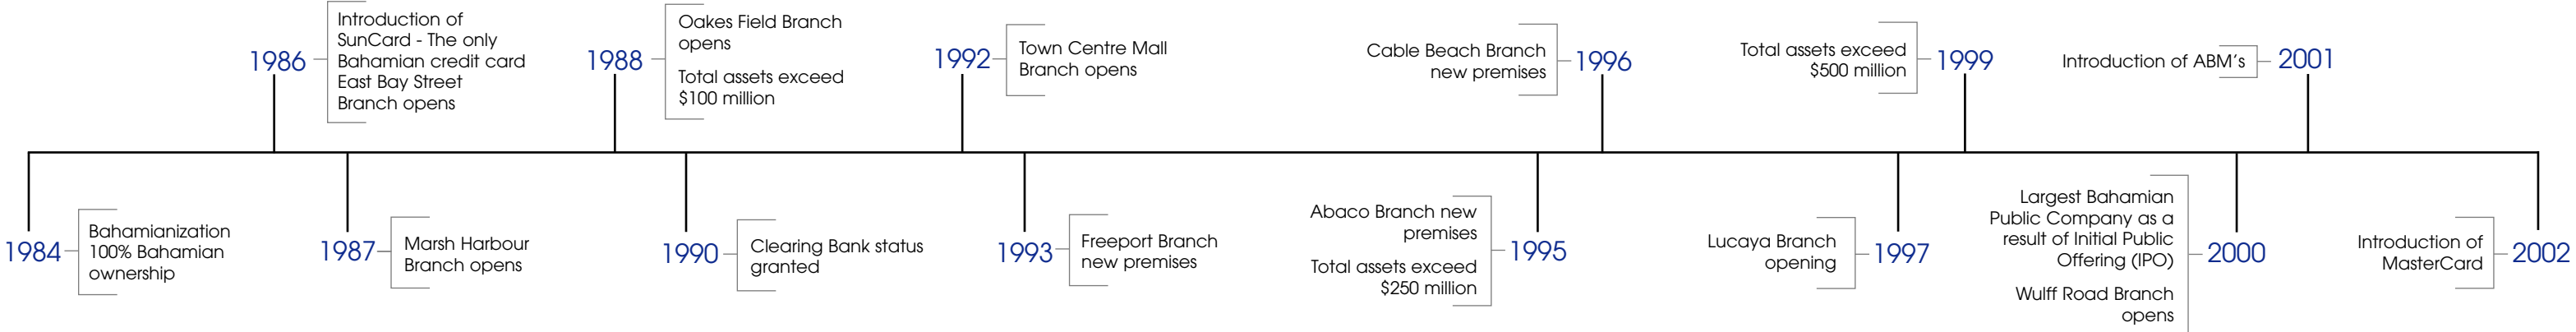 1986
Introduction of
SunCard - The only
Bahamian credit card
East Bay Street
Branch opens
1988
Oakes Field Branch
opens
Total assets exceed
$100 million
1992
Town Centre Mall
Branch opens
Cable Beach Branch
new premises
1996
Total assets exceed
$500 million
1999
Introduction of ABM's
2001
1984
Bahamianization
100% Bahamian
ownership
1987
Marsh Harbour
Branch opens
1990
Clearing Bank status
granted
1993
Freeport Branch
new premises
Abaco Branch new
premises
Total assets exceed
$250 million
1995
Lucaya Branch
opening
1997
Largest Bahamian
Public Company as a
result of Initial Public
Offering (IPO)
Wulff Road Branch
opens
2000
Introduction of
MasterCard
2002